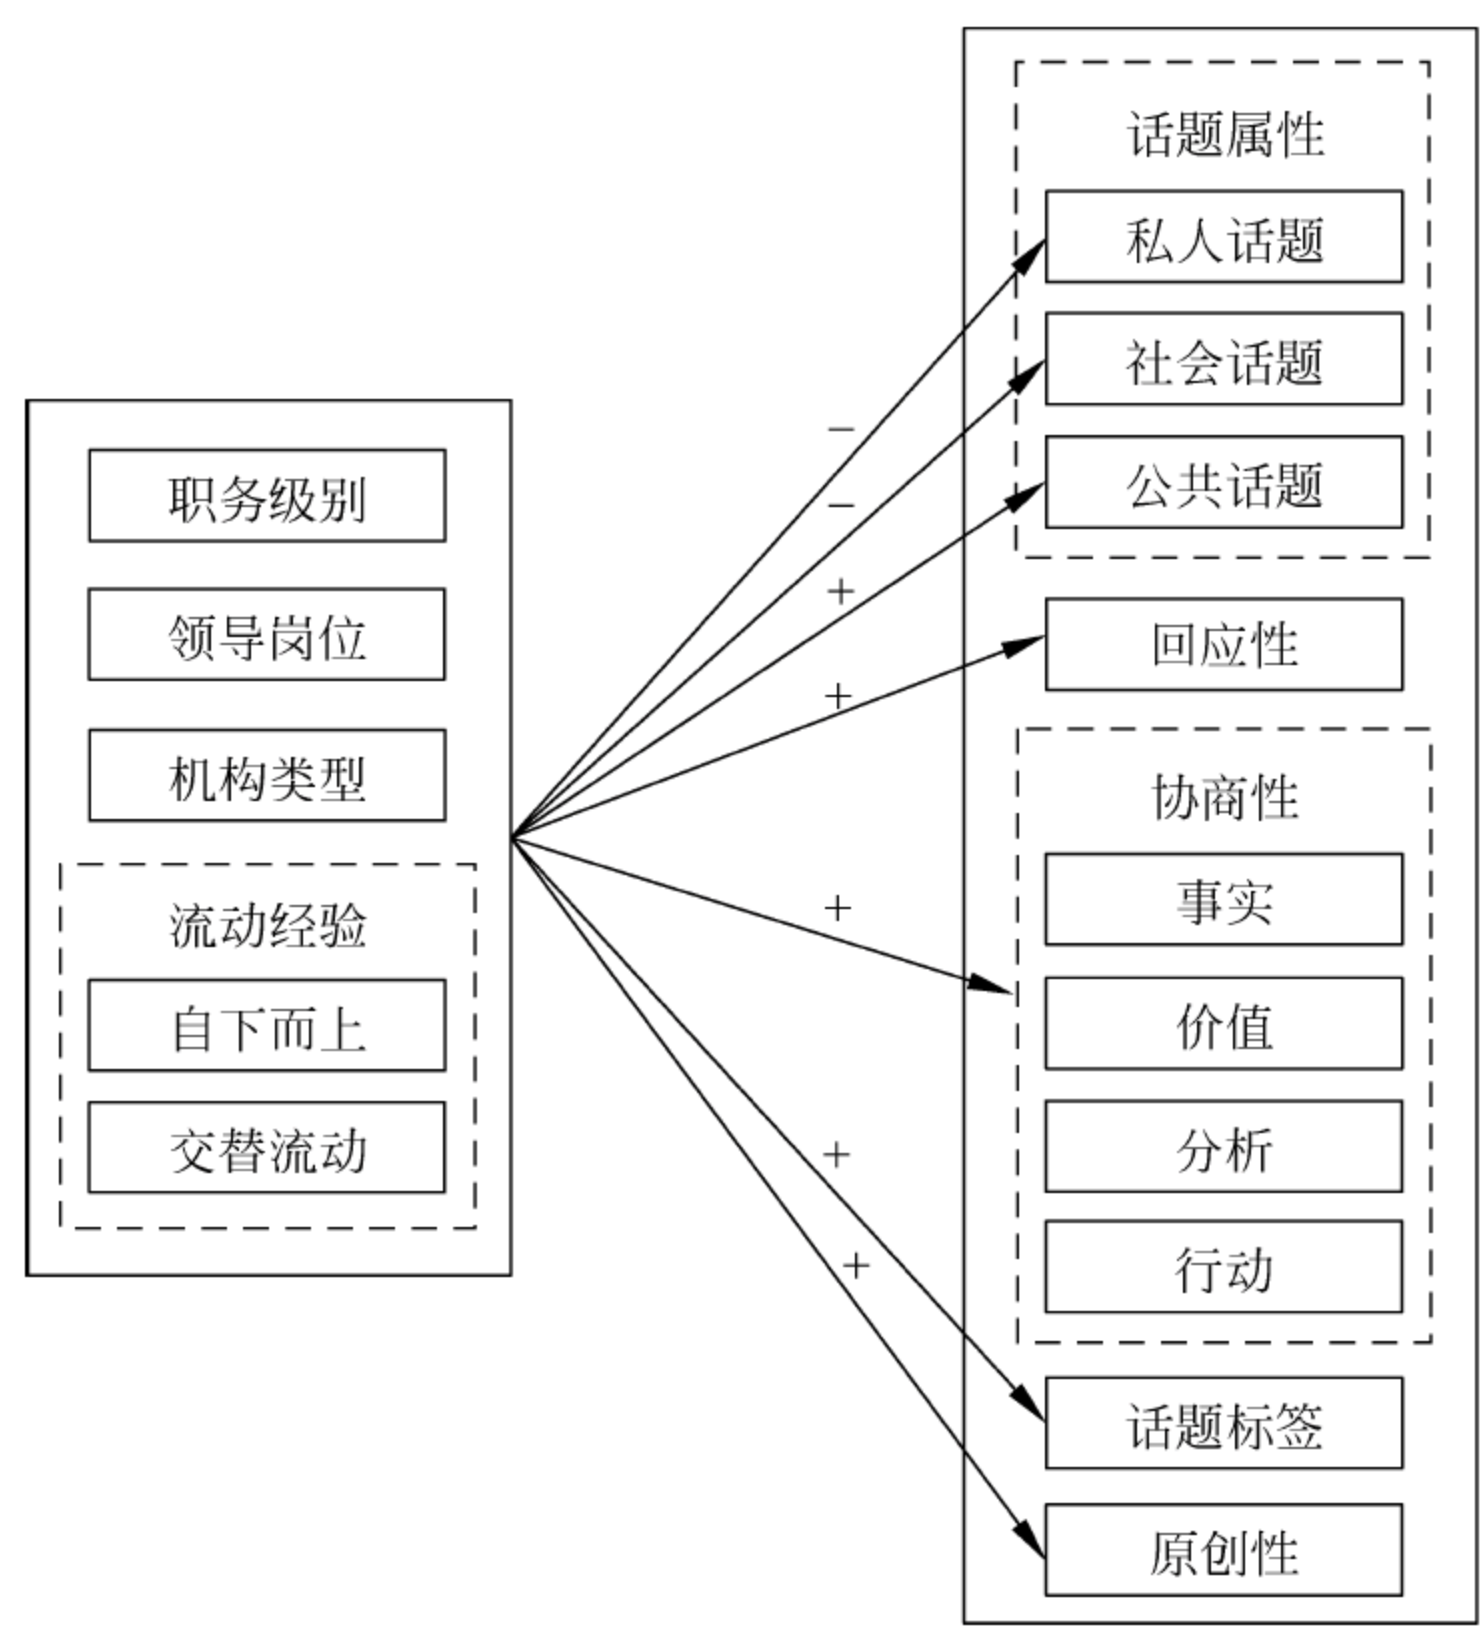 职务级别
领导岗位
机构类型
流动经验
自下而上
交替流动
−
−
+
+
+
+
+
话题属性
私人话题
社会话题
公共话题
回应性
协商性
事实
价值
分析
行动
话题标签
原创性